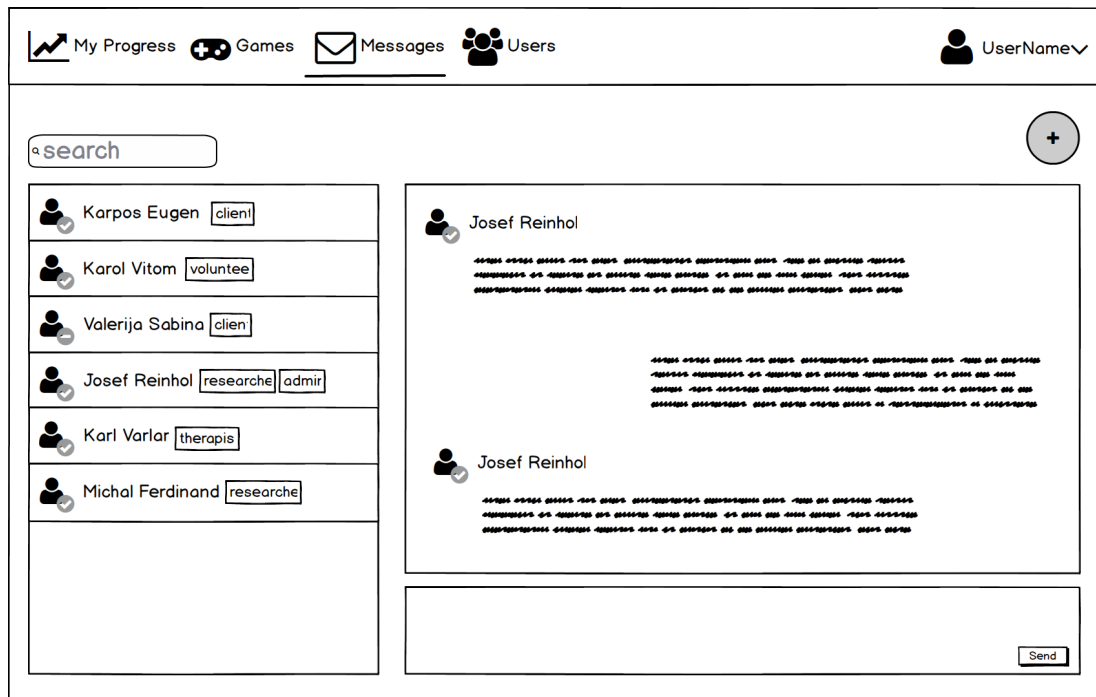 My Progress Games Messages Users UserName
+
search
Karpos Eugen client
Karol Vitom voluntee
Valerija Sabina clien
Josef Reinhol researche admin
Karl Varlar therapis
Michal Ferdinand researche
Josef Reinhol
Josef Reinhol
Send